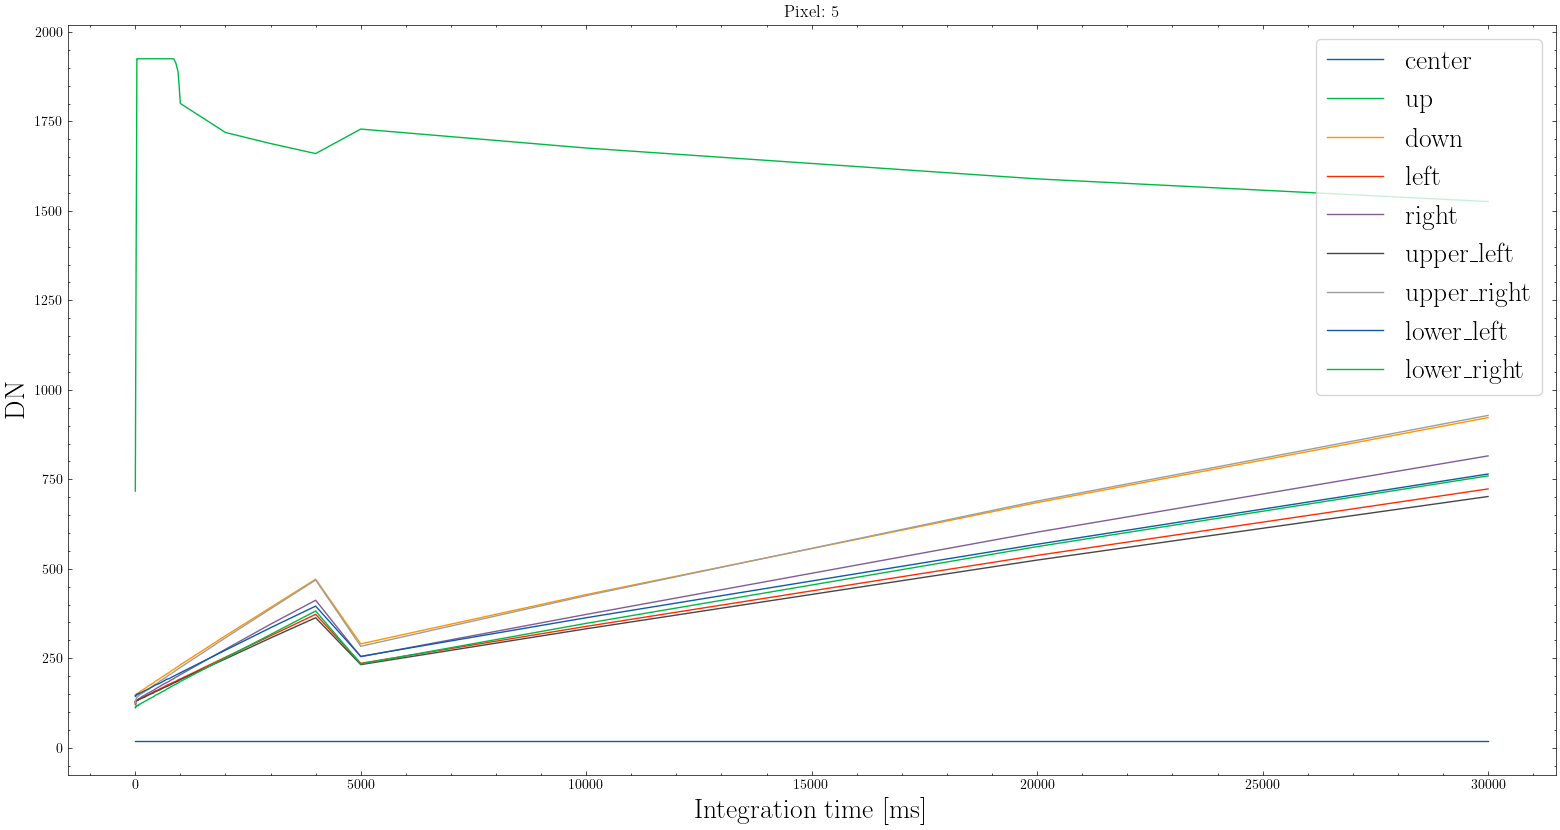 Pixel: 5
2000
1750
1500
1250
1000
750
500
250
0
DN
0
5000
10000
15000
20000
25000
30000
Integration time [ms]
center
up
down
left
right
upper_left
upper_right
lower_left
lower_right